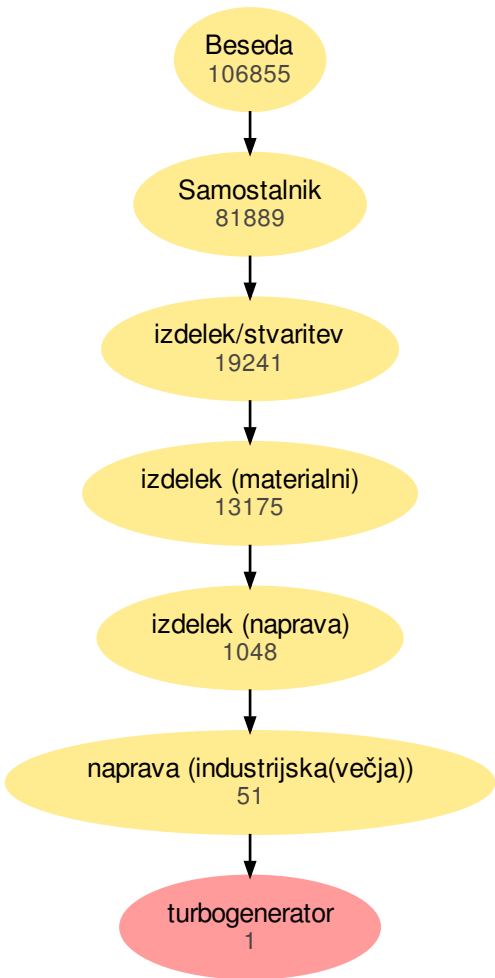 Beseda
106855
Samostalnik
81889
izdelek/stvaritev
19241
izdelek (materialni)
13175
izdelek (naprava)
1048
naprava (industrijska(večja))
51
turbogenerator
1